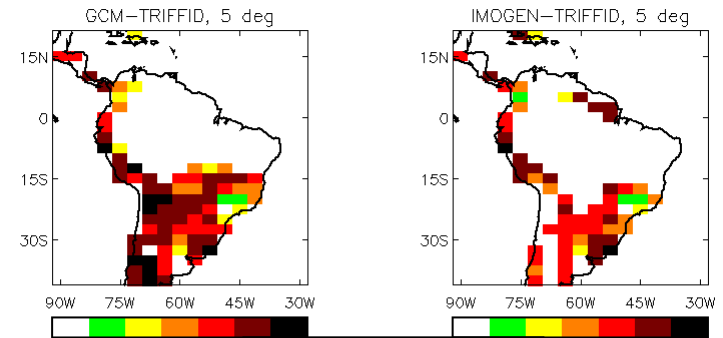 GCM-TRIFFID, 5 deg
IMOGEN-TRIFFID, 5 deg
15N
0
15S
30S
90W 75W 60W 45W 30W
15N
0
15S
30S
90W 75W 60W 45W 30W